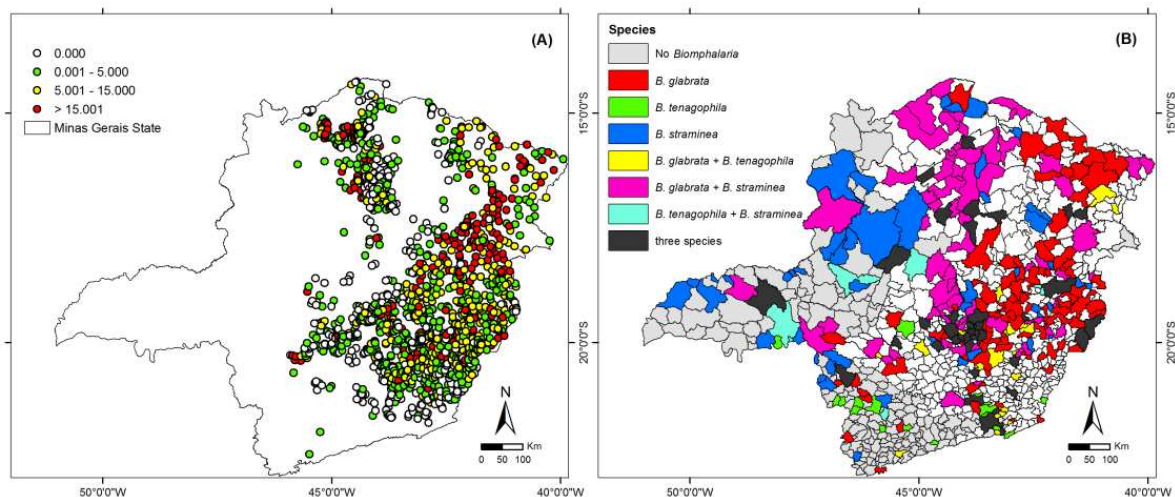 (A)
0.000
0.001 - 5.000
5.001 - 15.000
> 15.001
Minas Gerais State
N
Km
0 50 100
50°0'0"W
45°0'0"W
40°0'0"W
15°0'0"S
20°0'0"S
(B)
Species
No Biomphalaria
B. glabrata
B. tenagophila
B. straminea
B. glabrata + B. tenagophila
B. glabrata + B. straminea
B. tenagophila + B. straminea
three species
N
Km
0 50 100
50°0'0"W
45°0'0"W
40°0'0"W
15°0'0"S
20°0'0"S